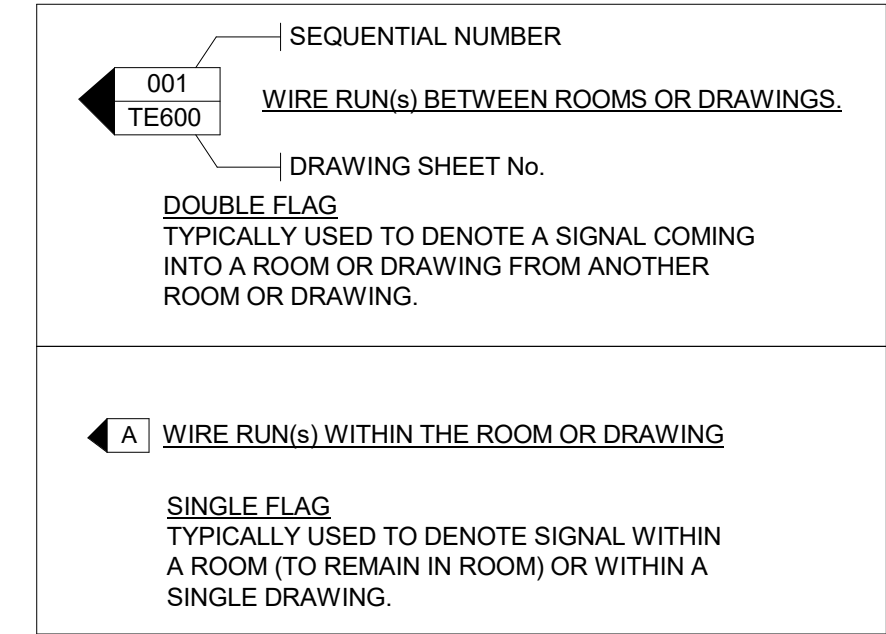 SEQUENTIAL NUMBER
001
TE600
WIRE RUN(s) BETWEEN ROOMS OR DRAWINGS.
DRAWING SHEET No.
DOUBLE FLAG
TYPICALLY USED TO DENOTE A SIGNAL COMING
INTO A ROOM OR DRAWING FROM ANOTHER
ROOM OR DRAWING.
A WIRE RUN(s) WITHIN THE ROOM OR DRAWING
SINGLE FLAG
TYPICALLY USED TO DENOTE SIGNAL WITHIN
A ROOM (TO REMAIN IN ROOM) OR WITHIN A
SINGLE DRAWING.